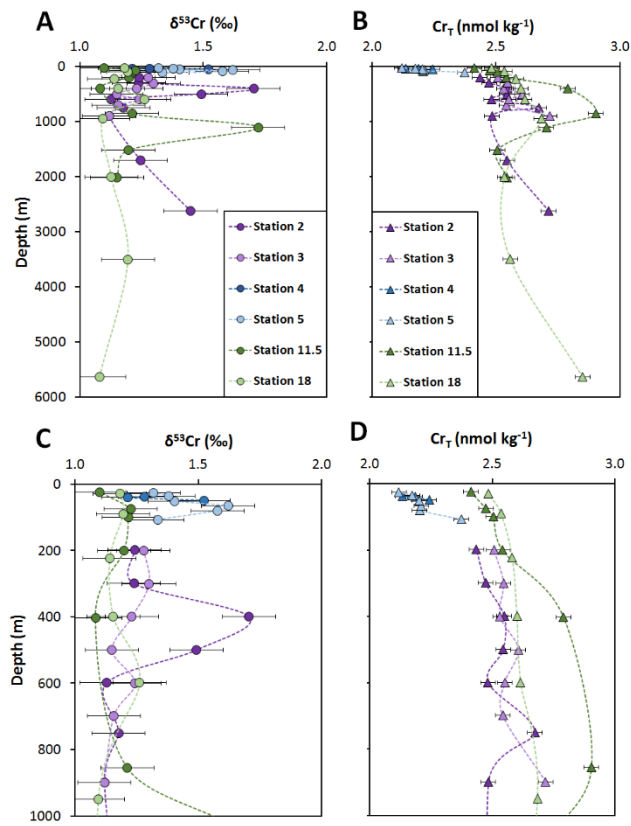 A
δ⁵³Cr (‰)
1.0 1.5 2.0
0
1000
2000
3000
4000
5000
6000
Depth (m)
Station 2
Station 3
Station 4
Station 5
Station 11.5
Station 18
B
Crᴛ (nmol kg⁻¹)
2.0 2.5 3.0
Station 2
Station 3
Station 4
Station 5
Station 11.5
Station 18
C
δ⁵³Cr (‰)
1.0 1.5 2.0
0
200
400
600
800
1000
Depth (m)
D
Crᴛ (nmol kg⁻¹)
2.0 2.5 3.0